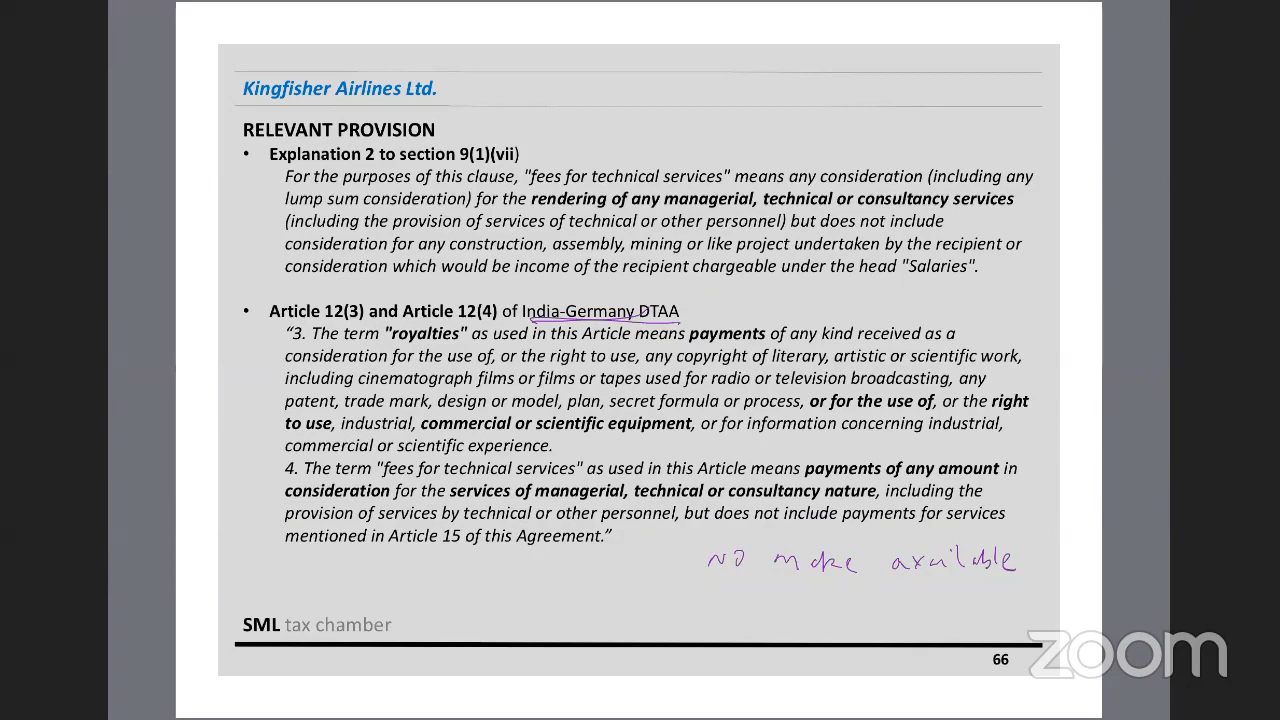 Kingfisher Airlines Ltd.
RELEVANT PROVISION
• Explanation 2 to section 9(1)(vii)
For the purposes of this clause, "fees for technical services" means any consideration (including any
lump sum consideration) for the rendering of any managerial, technical or consultancy services
(including the provision of services of technical or other personnel) but does not include
consideration for any construction, assembly, mining or like project undertaken by the recipient or
consideration which would be income of the recipient chargeable under the head "Salaries".
• Article 12(3) and Article 12(4) of India-Germany DTAA
“3. The term "royalties" as used in this Article means payments of any kind received as a
consideration for the use of, or the right to use, any copyright of literary, artistic or scientific work,
including cinematograph films or films or tapes used for radio or television broadcasting, any
patent, trade mark, design or model, plan, secret formula or process, or for the use of, or the right
to use, industrial, commercial or scientific equipment, or for information concerning industrial,
commercial or scientific experience.
4. The term "fees for technical services" as used in this Article means payments of any amount in
consideration for the services of managerial, technical or consultancy nature, including the
provision of services by technical or other personnel, but does not include payments for services
mentioned in Article 15 of this Agreement.”
NO make available
SML tax chamber
66
zoom